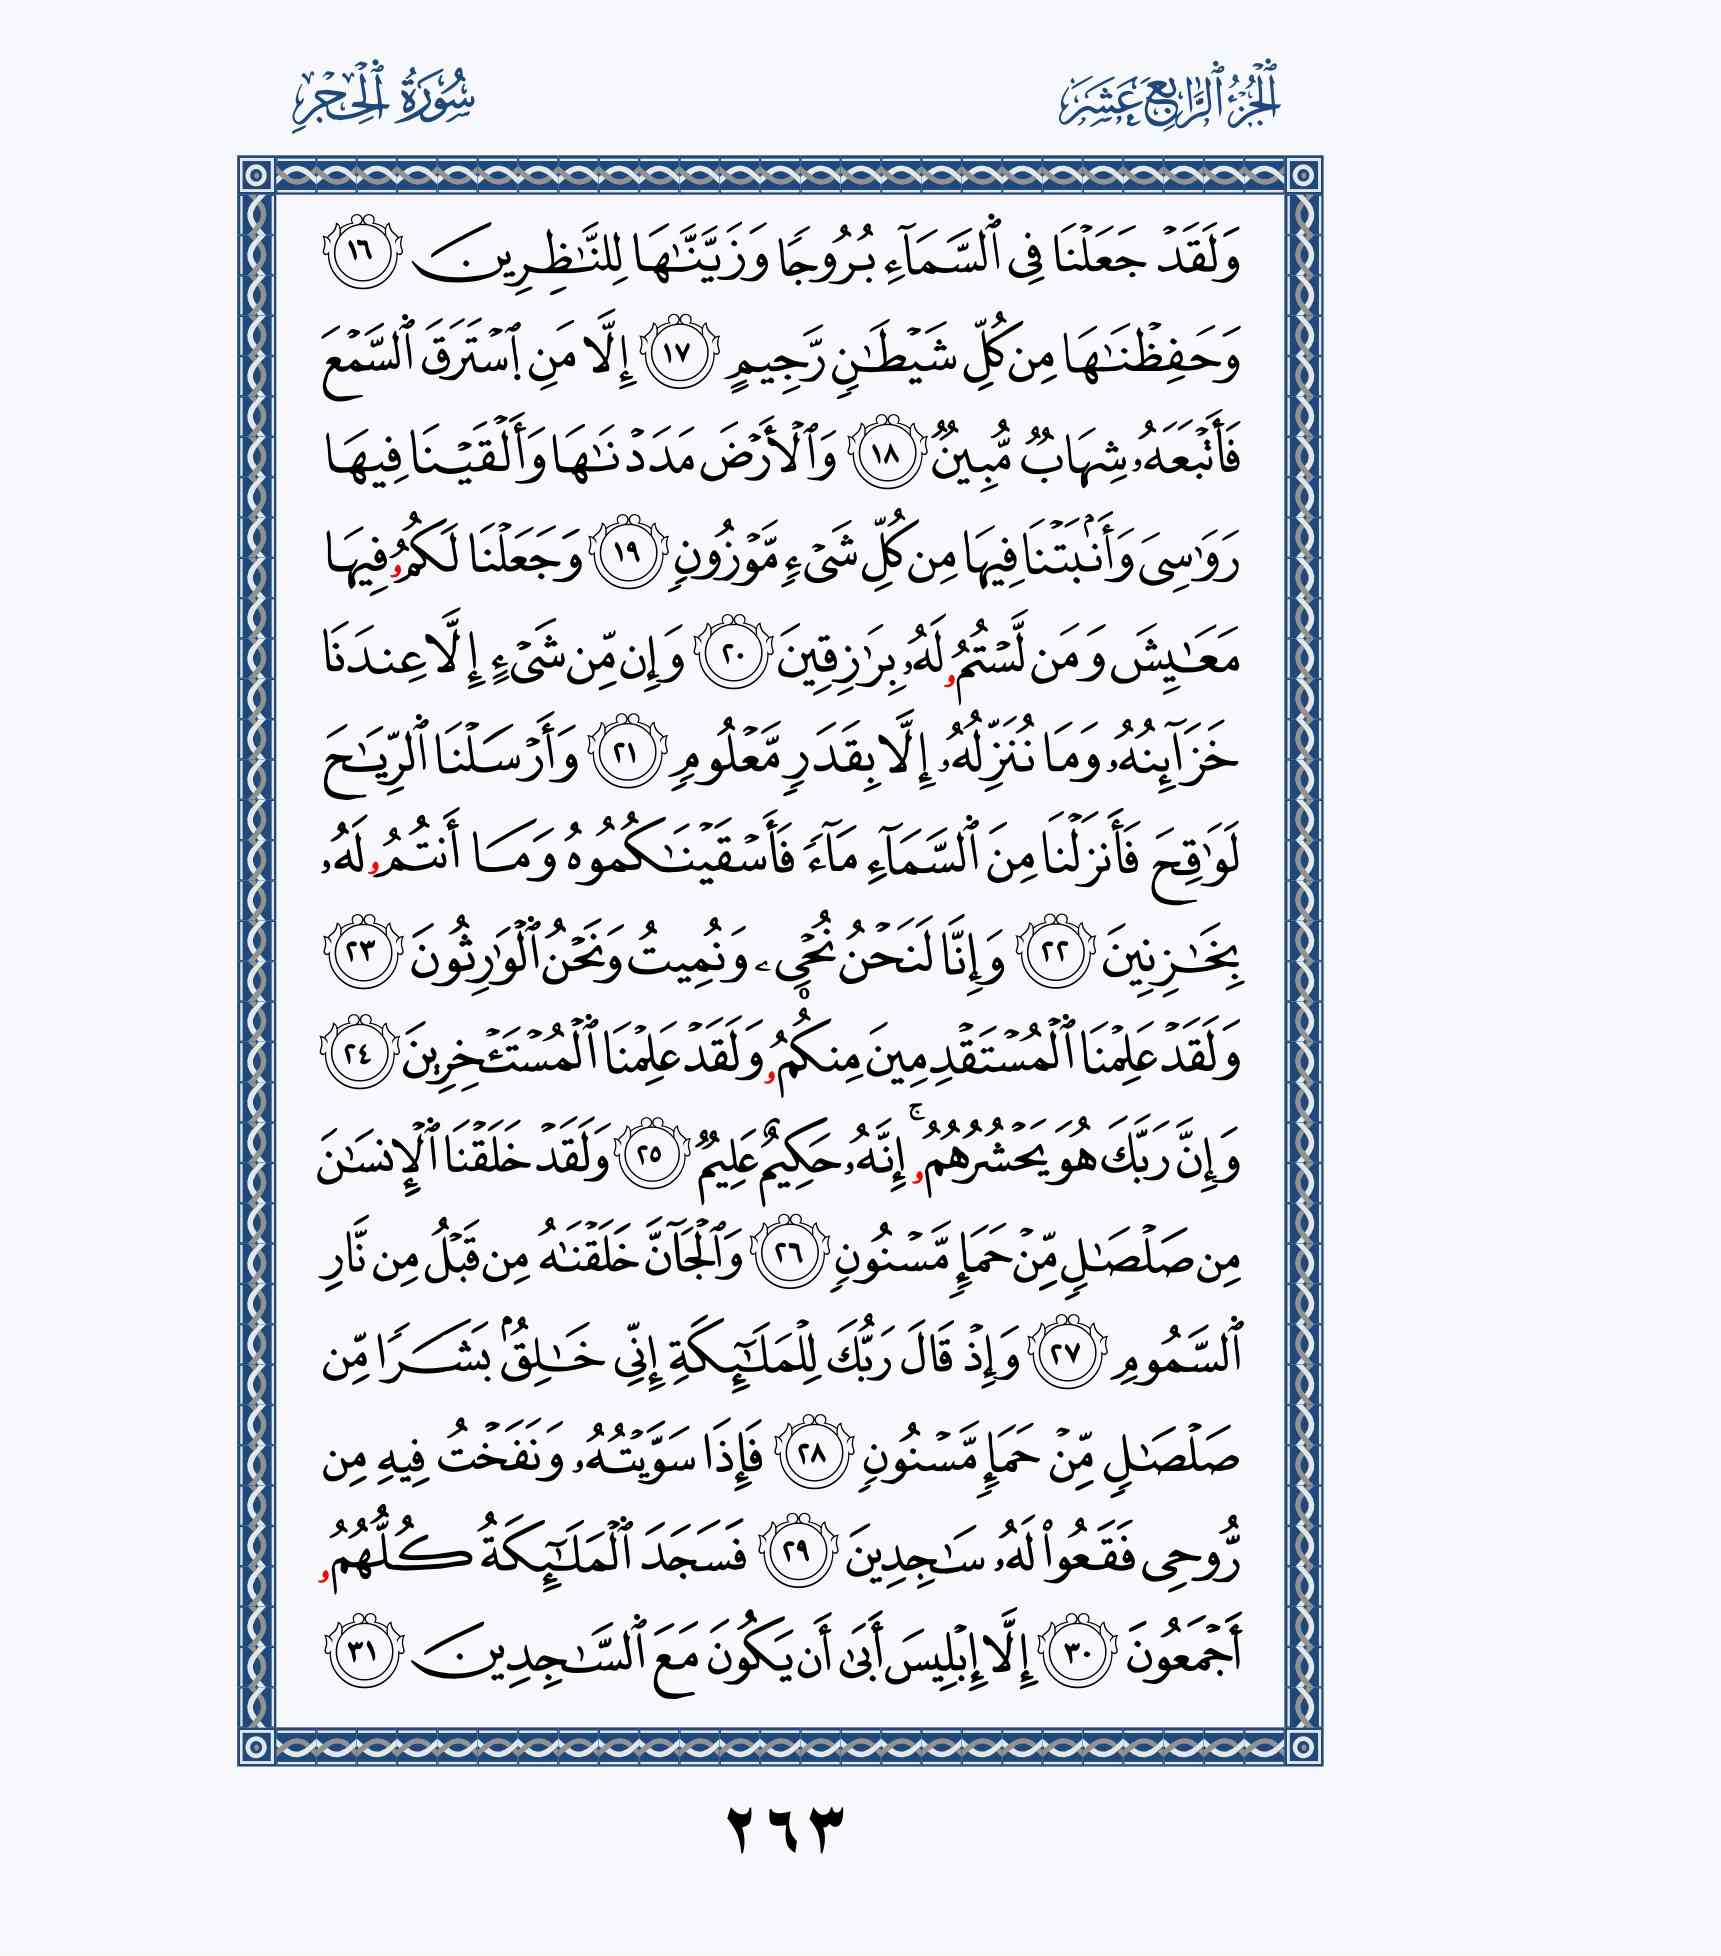 ٱلۡجُزۡءُ ٱلرَّابِعَ عَشَرَ
سُورَةُ ٱلۡحِجۡرِ
وَلَقَدۡ جَعَلۡنَا فِي ٱلسَّمَآءِ بُرُوجٗا وَزَيَّنَّٰهَا لِلنَّٰظِرِينَ ١٦
وَحَفِظۡنَٰهَا مِن كُلِّ شَيۡطَٰنٖ رَّجِيمٍ ١٧ إِلَّا مَنِ ٱسۡتَرَقَ ٱلسَّمۡعَ
فَأَتۡبَعَهُۥ شِهَابٞ مُّبِينٞ ١٨ وَٱلۡأَرۡضَ مَدَدۡنَٰهَا وَأَلۡقَيۡنَا فِيهَا
رَوَٰسِيَ وَأَنۢبَتۡنَا فِيهَا مِن كُلِّ شَيۡءٖ مَّوۡزُونٖ ١٩ وَجَعَلۡنَا لَكُمُۥ فِيهَا
مَعَٰيِشَ وَمَن لَّسۡتُمُۥ لَهُۥ بِرَٰزِقِينَ ٢٠ وَإِن مِّن شَيۡءٍ إِلَّا عِندَنَا
خَزَآئِنُهُۥ وَمَا نُنَزِّلُهُۥٓ إِلَّا بِقَدَرٖ مَّعۡلُومٖ ٢١ وَأَرۡسَلۡنَا ٱلرِّيَٰحَ
لَوَٰقِحَ فَأَنزَلۡنَا مِنَ ٱلسَّمَآءِ مَآءٗ فَأَسۡقَيۡنَٰكُمُوهُ وَمَآ أَنتُمُۥ لَهُۥ
بِخَٰزِنِينَ ٢٢ وَإِنَّا لَنَحۡنُ نُحۡيِۦ وَنُمِيتُ وَنَحۡنُ ٱلۡوَٰرِثُونَ ٢٣
وَلَقَدۡ عَلِمۡنَا ٱلۡمُسۡتَقۡدِمِينَ مِنكُمُۥ وَلَقَدۡ عَلِمۡنَا ٱلۡمُسۡتَـٔۡخِرِينَ ٢٤
وَإِنَّ رَبَّكَ هُوَ يَحۡشُرُهُمُۥۚ إِنَّهُۥ حَكِيمٌ عَلِيمٞ ٢٥ وَلَقَدۡ خَلَقۡنَا ٱلۡإِنسَٰنَ
مِن صَلۡصَٰلٖ مِّنۡ حَمَإٖ مَّسۡنُونٖ ٢٦ وَٱلۡجَآنَّ خَلَقۡنَٰهُ مِن قَبۡلُ مِن نَّارِ
ٱلسَّمُومِ ٢٧ وَإِذۡ قَالَ رَبُّكَ لِلۡمَلَٰٓئِكَةِ إِنِّي خَٰلِقُۢ بَشَرٗا مِّن
صَلۡصَٰلٖ مِّنۡ حَمَإٖ مَّسۡنُونٖ ٢٨ فَإِذَا سَوَّيۡتُهُۥ وَنَفَخۡتُ فِيهِ مِن
رُّوحِي فَقَعُواْ لَهُۥ سَٰجِدِينَ ٢٩ فَسَجَدَ ٱلۡمَلَٰٓئِكَةُ كُلُّهُمُۥ
أَجۡمَعُونَ ٣٠ إِلَّآ إِبۡلِيسَ أَبَىٰ أَن يَكُونَ مَعَ ٱلسَّٰجِدِينَ ٣١
٢٦٣